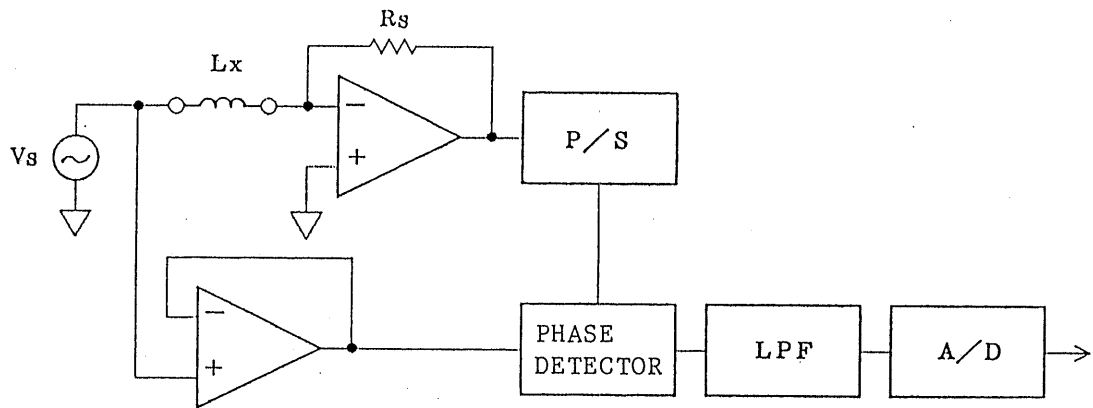 Rs
Lx
Vs
−
+
P/S
−
+
PHASE
DETECTOR
LPF
A/D